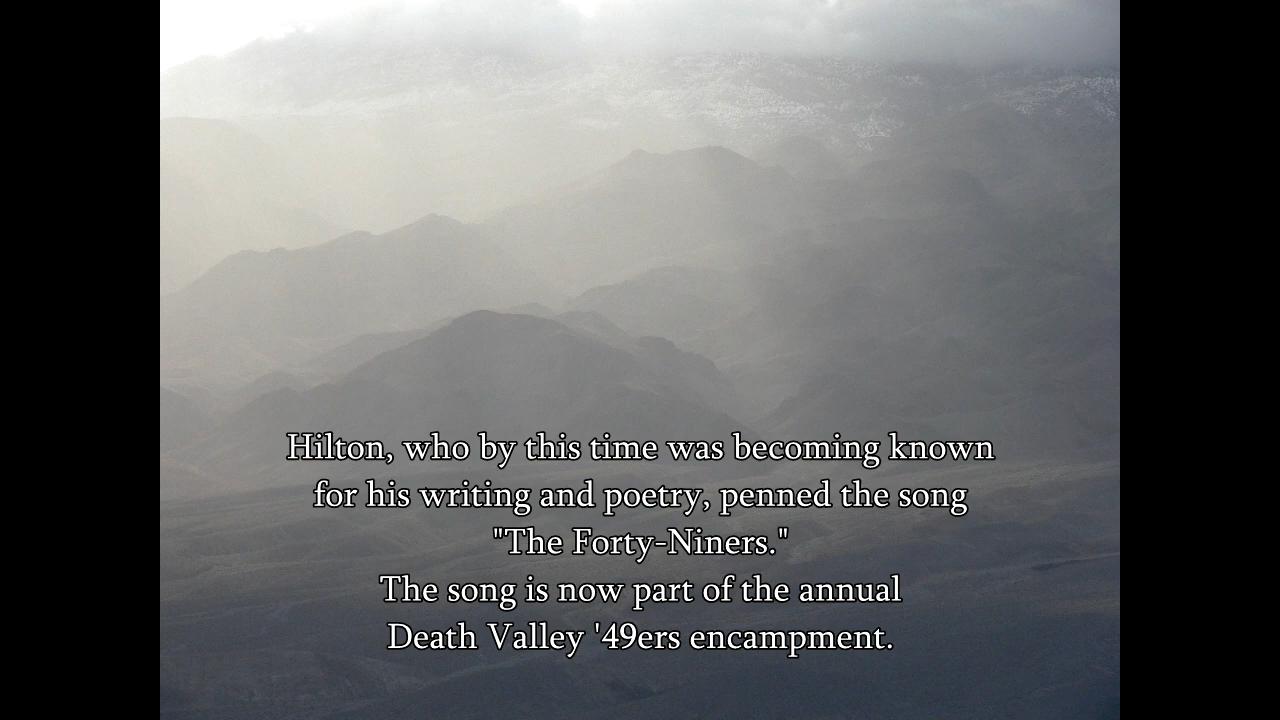 Hilton, who by this time was becoming known
for his writing and poetry, penned the song
"The Forty-Niners."
The song is now part of the annual
Death Valley '49ers encampment.